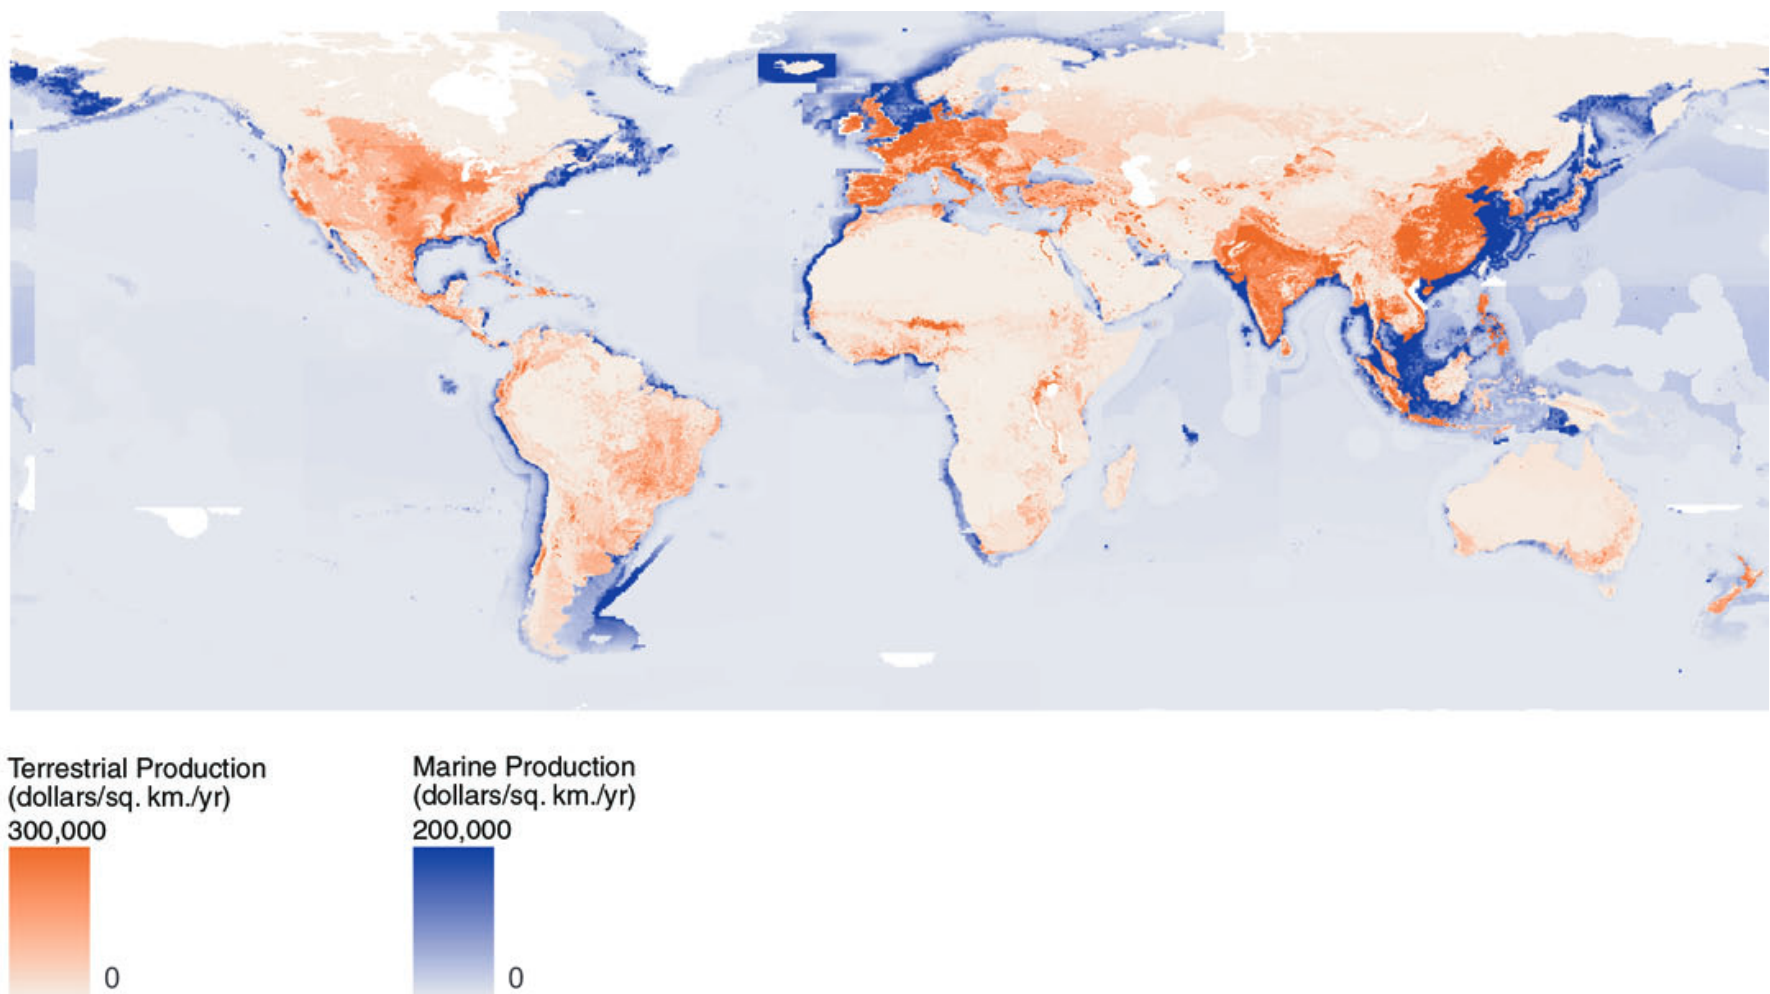 Terrestrial Production
(dollars/sq. km./yr)
300,000
0
Marine Production
(dollars/sq. km./yr)
200,000
0